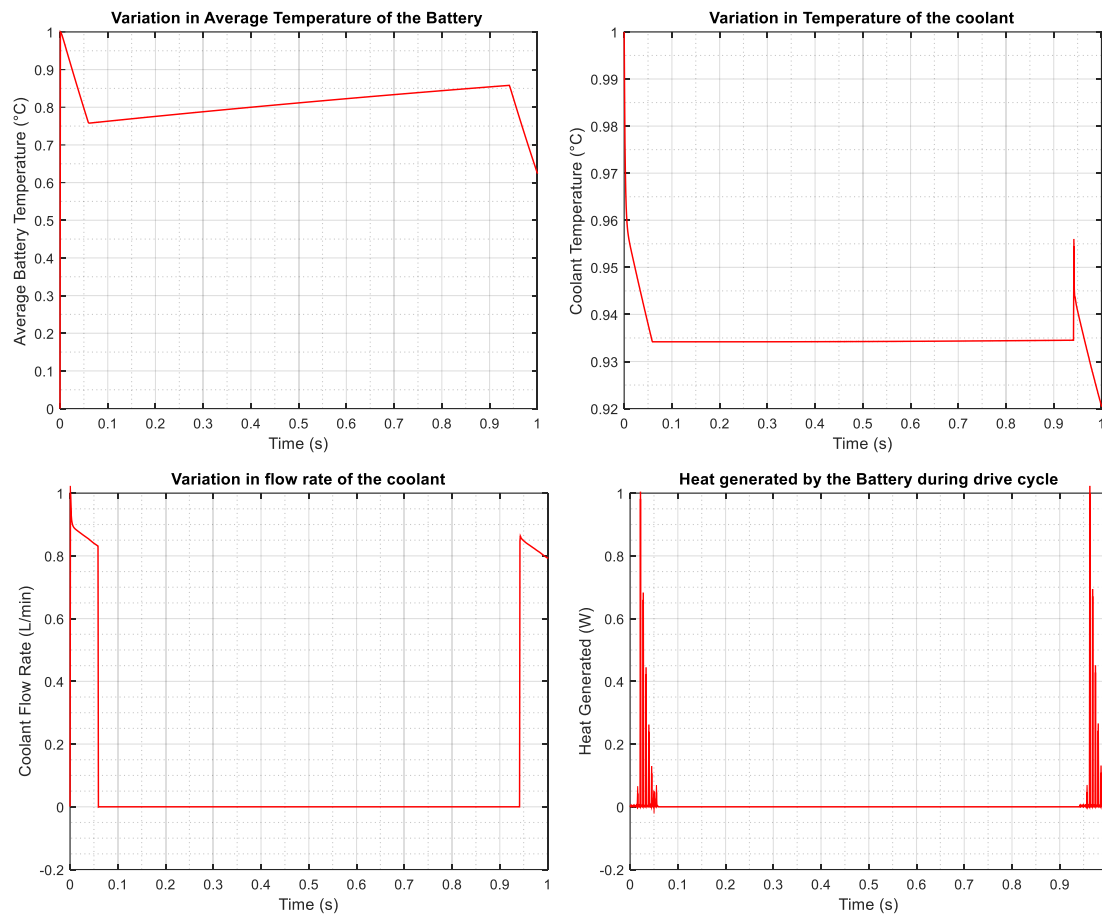 Variation in Average Temperature of the Battery
1
0.9
0.8
0.7
0.6
0.5
0.4
0.3
0.2
0.1
0
Average Battery Temperature (°C)
0 0.1 0.2 0.3 0.4 0.5 0.6 0.7 0.8 0.9 1
Time (s)
Variation in Temperature of the coolant
1
0.99
0.98
0.97
0.96
0.95
0.94
0.93
0.92
Coolant Temperature (°C)
0 0.1 0.2 0.3 0.4 0.5 0.6 0.7 0.8 0.9 1
Time (s)
Variation in flow rate of the coolant
1
0.8
0.6
0.4
0.2
0
-0.2
Coolant Flow Rate (L/min)
0 0.1 0.2 0.3 0.4 0.5 0.6 0.7 0.8 0.9 1
Time (s)
Heat generated by the Battery during drive cycle
1
0.8
0.6
0.4
0.2
0
-0.2
Heat Generated (W)
0 0.1 0.2 0.3 0.4 0.5 0.6 0.7 0.8 0.9
Time (s)